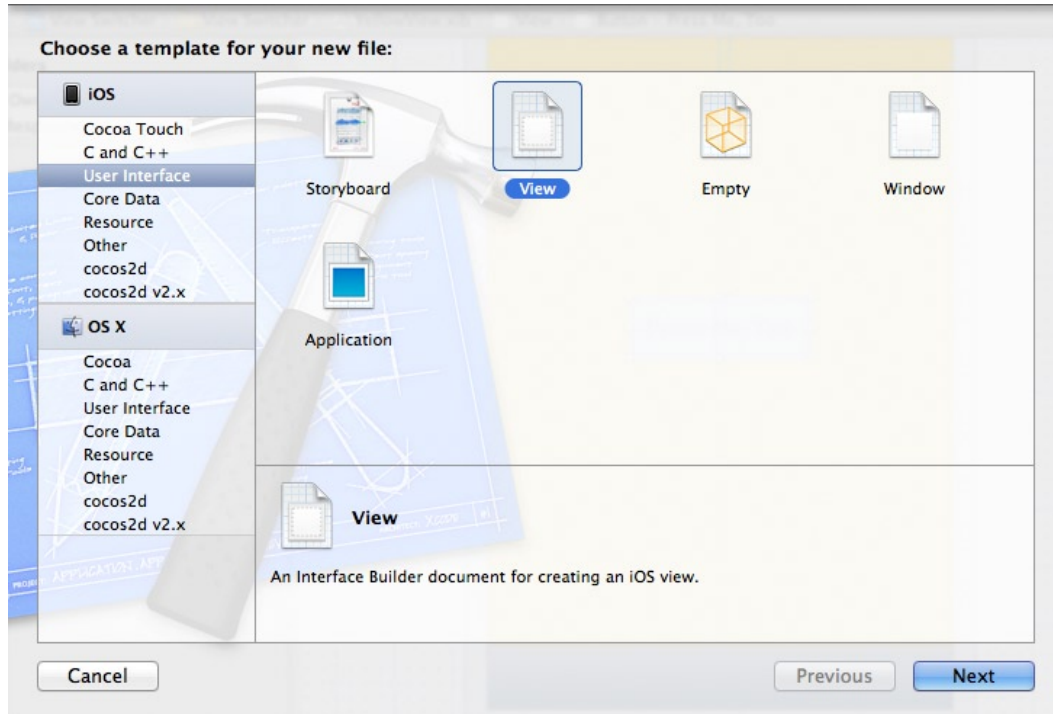 Choose a template for your new file:
iOS
Cocoa Touch
C and C++
User Interface
Core Data
Resource
Other
cocos2d
cocos2d v2.x
OS X
Cocoa
C and C++
User Interface
Core Data
Resource
Other
cocos2d
cocos2d v2.x
Storyboard
View
Empty
Window
Application
View
An Interface Builder document for creating an iOS view.
Cancel
Previous
Next